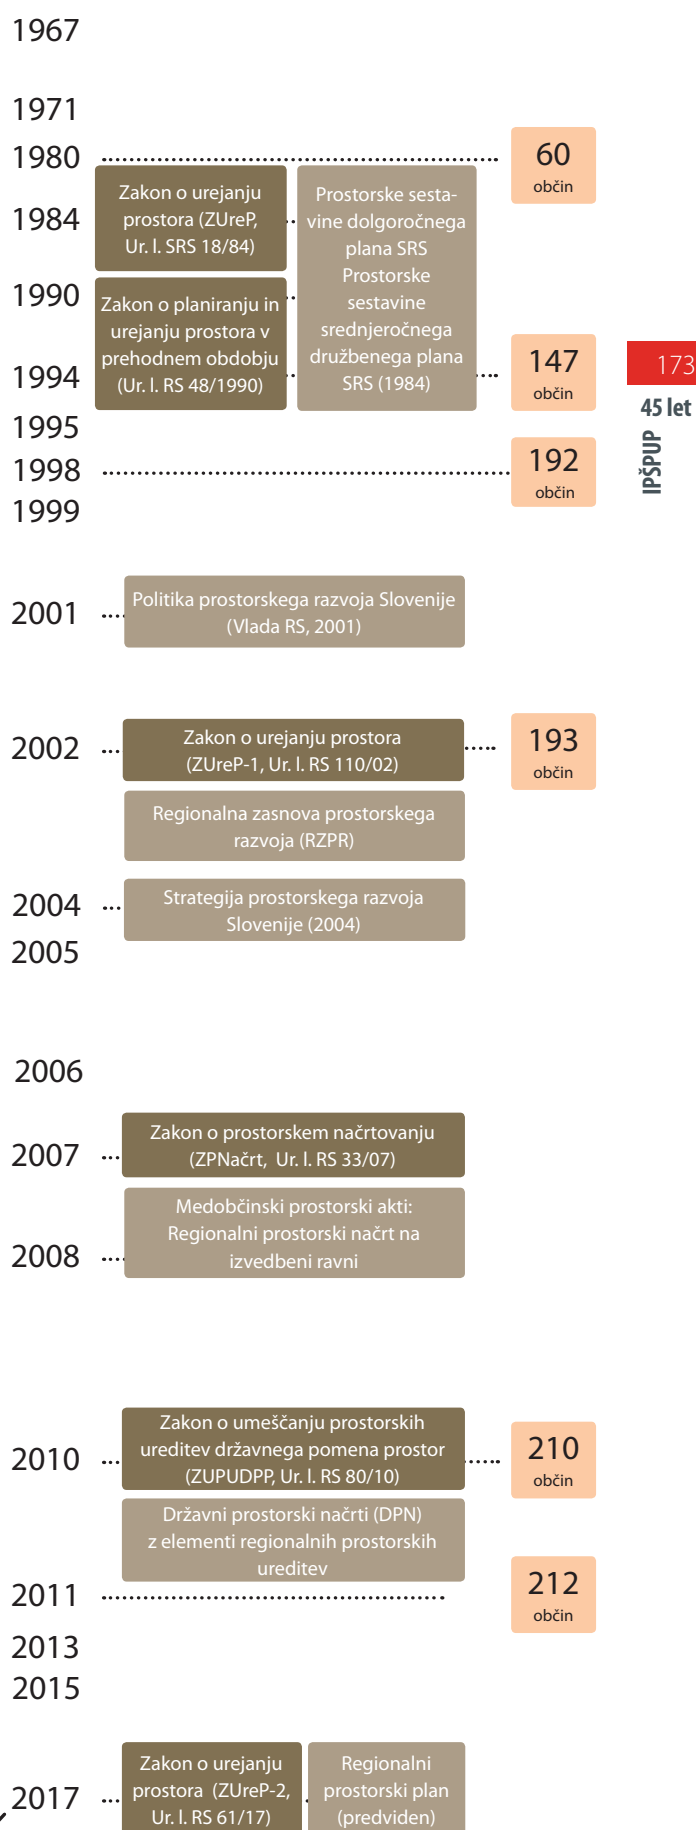 1967
1971
1980
60
občin
1984
Zakon o urejanju
prostora (ZUreP,
Ur. l. SRS 18/84)
Prostorske sesta-
vine dolgoročnega
plana SRS
Prostorske
sestavine
srednjeročnega
družbenega plana
SRS (1984)
1990
Zakon o planiranju in
urejanju prostora v
prehodnem obdobju
(Ur. l. RS 48/1990)
1994
147
občin
173
45 let
IPŠPUP
1995
1998
192
občin
1999
2001
Politika prostorskega razvoja Slovenije
(Vlada RS, 2001)
2002
Zakon o urejanju prostora
(ZUreP-1, Ur. l. RS 110/02)
193
občin
Regionalna zasnova prostorskega
razvoja (RZPR)
2004
Strategija prostorskega razvoja
Slovenije (2004)
2005
2006
2007
Zakon o prostorskem načrtovanju
(ZPNačrt, Ur. l. RS 33/07)
2008
Medobčinski prostorski akti:
Regionalni prostorski načrt na
izvedbeni ravni
2010
Zakon o umeščanju prostorskih
ureditev državnega pomena prostor
(ZUPUDPP, Ur. l. RS 80/10)
210
občin
Državni prostorski načrti (DPN)
z elementi regionalnih prostorskih
ureditev
2011
212
občin
2013
2015
2017
Zakon o urejanju
prostora (ZUreP-2,
Ur. l. RS 61/17)
Regionalni
prostorski plan
(predviden)